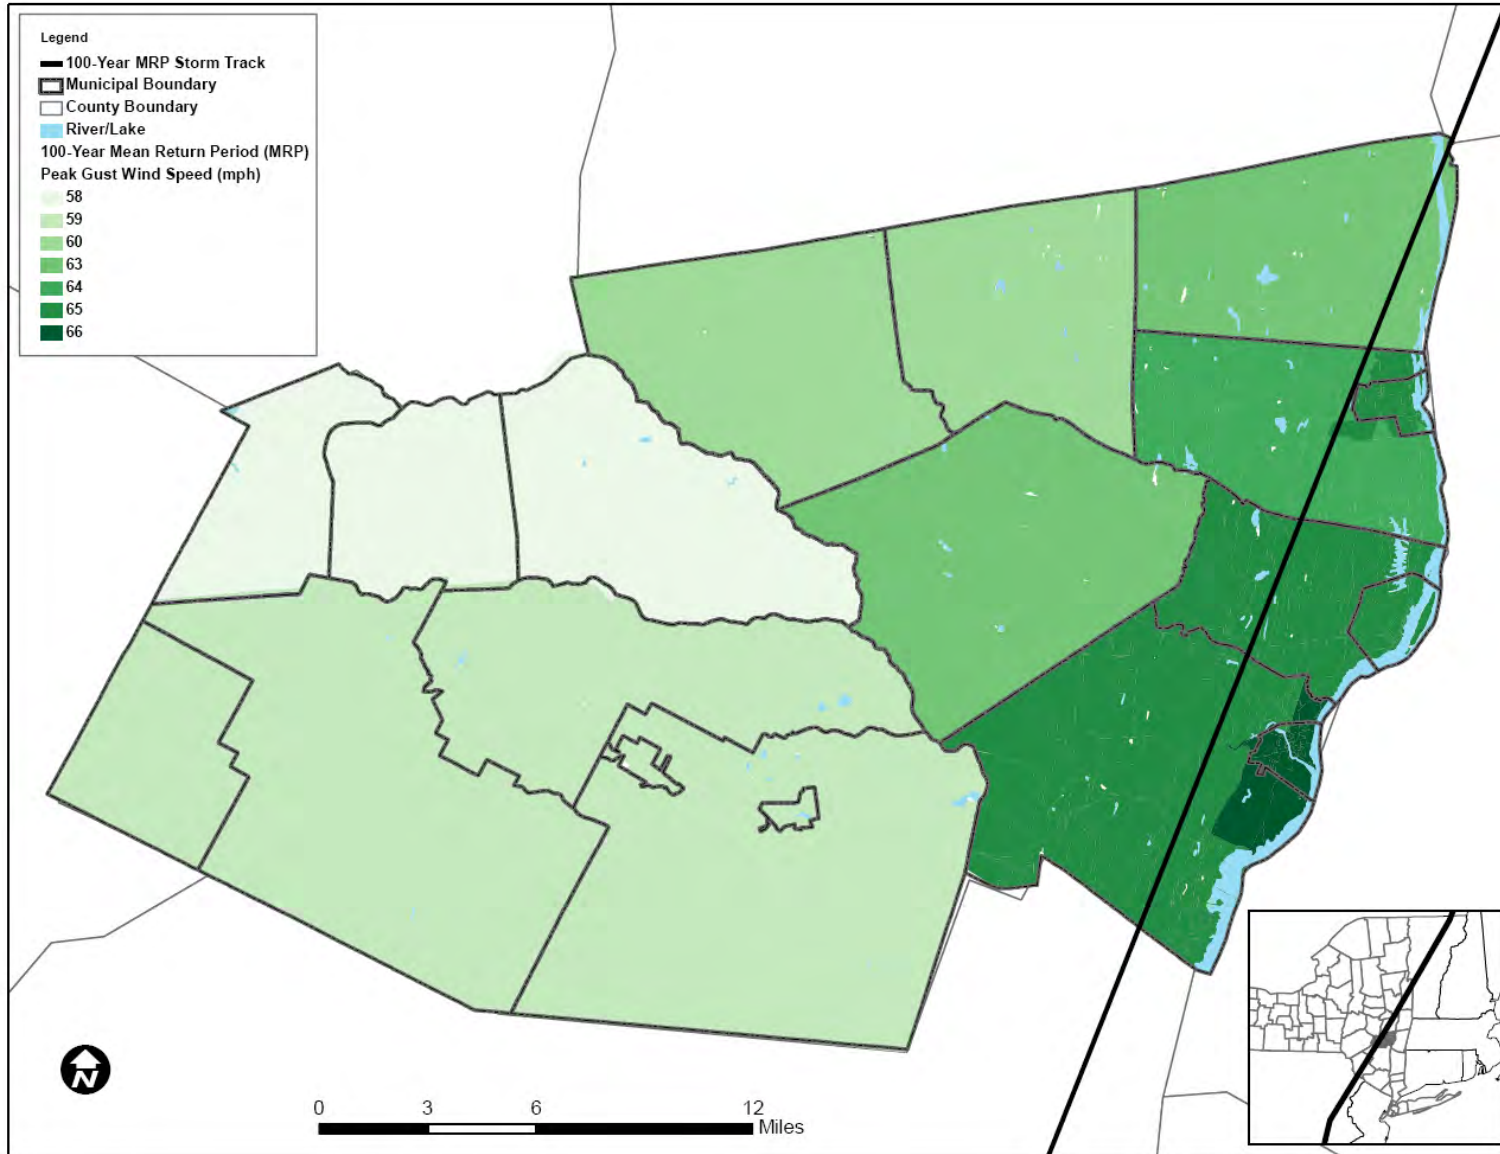 Legend
100-Year MRP Storm Track
Municipal Boundary
County Boundary
River/Lake
100-Year Mean Return Period (MRP)
Peak Gust Wind Speed (mph)
58
59
60
63
64
65
66
N
0 3 6 12
Miles